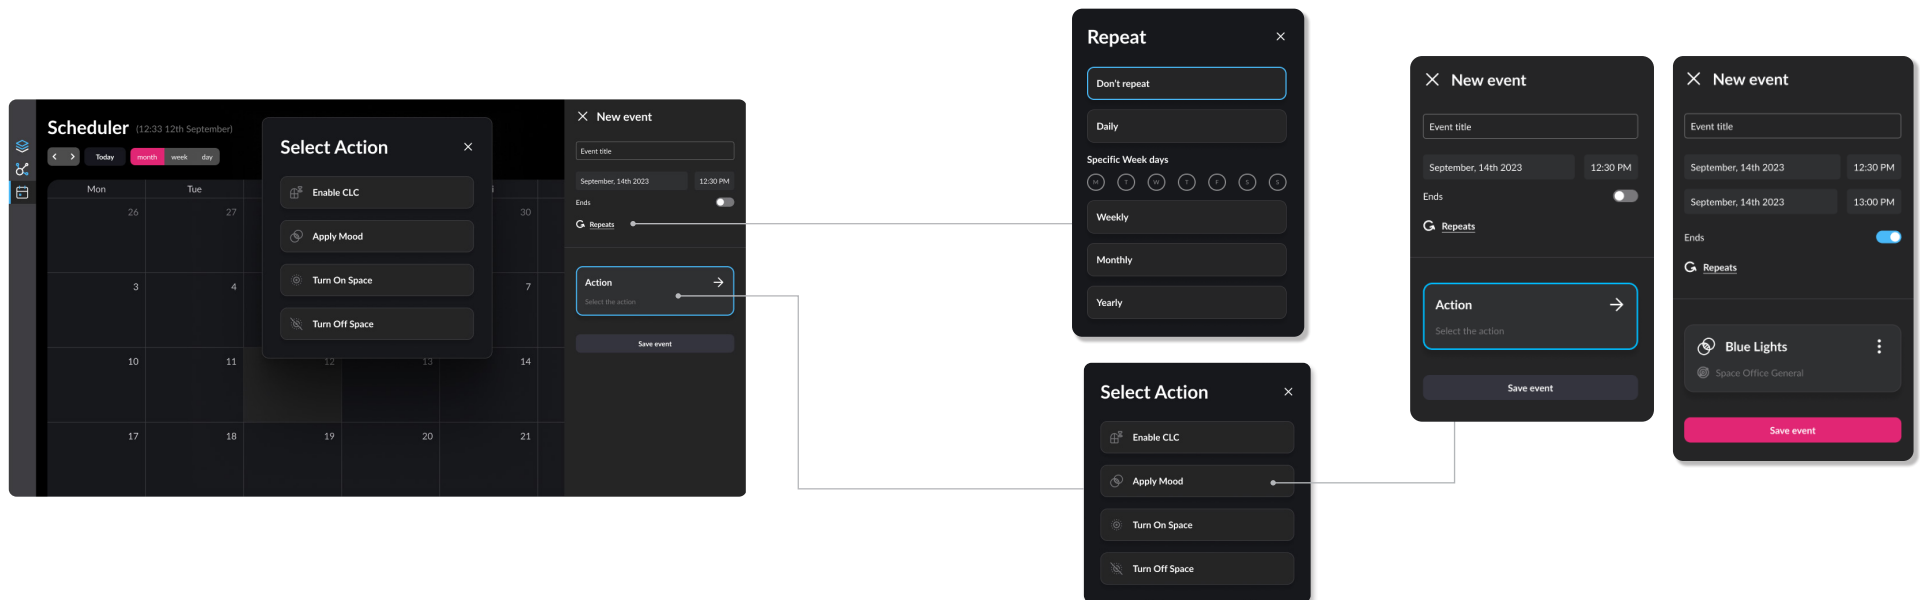 Scheduler (12:33 12th September)
Today month week day
Mon Tue i
26 27 30
3 4 7
10 11 12 13 14
17 18 19 20 21
Select Action
Enable CLC
Apply Mood
Turn On Space
Turn Off Space
New event
Event title
September, 14th 2023 12:30 PM
Ends
Repeats
Action
Select the action
Save event
Repeat
Don't repeat
Daily
Specific Week days
M T W T F S S
Weekly
Monthly
Yearly
Select Action
Enable CLC
Apply Mood
Turn On Space
Turn Off Space
New event
Event title
September, 14th 2023 12:30 PM
Ends
Repeats
Action
Select the action
Save event
New event
Event title
September, 14th 2023 12:30 PM
September, 14th 2023 13:00 PM
Ends
Repeats
Blue Lights
Space Office General
Save event